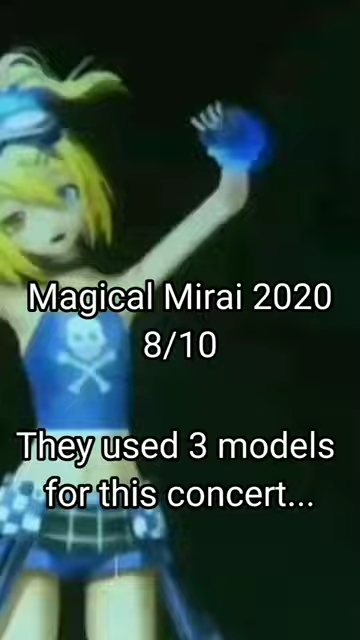 Magical Mirai 2020
8/10
They used 3 models
for this concert...